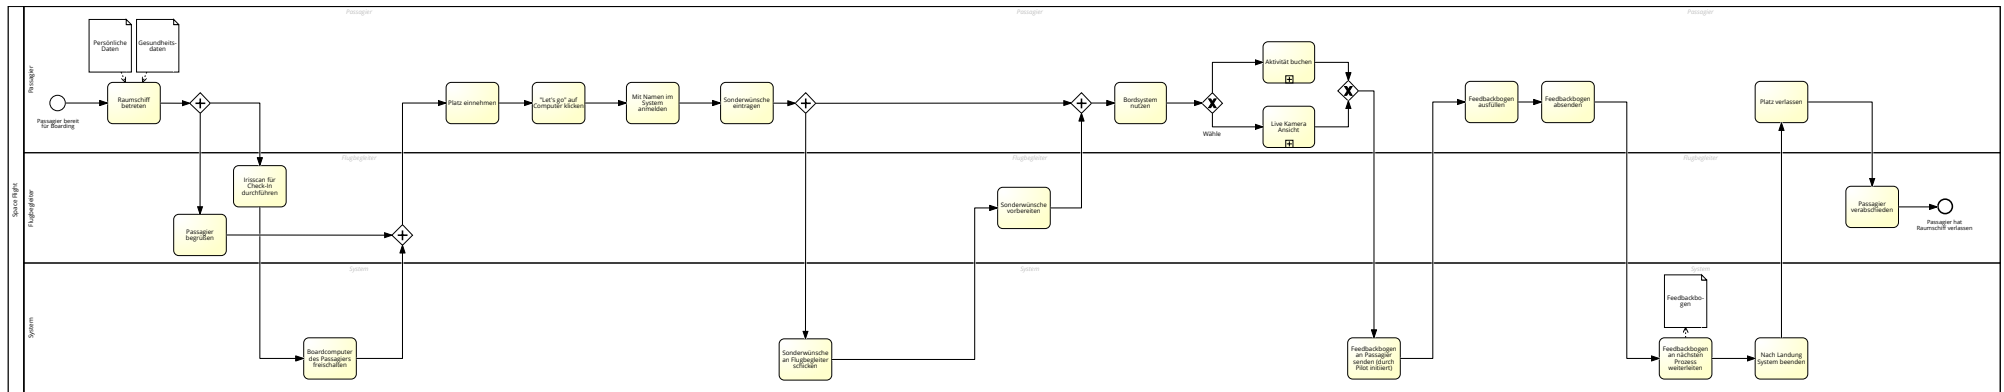 Space Flight
Passagier
Passagier
Passagier
Passagier
Persönliche
Daten
Gesundheits-
daten
Passagier bereit
für Boarding
Raumschiff
betreten
Platz einnehmen
"Let's go" auf
Computer klicken
Mit Namen im
System
anmelden
Sonderwünsche
eintragen
Bordsystem
nutzen
Wähle
Aktivität buchen
Live Kamera
Ansicht
Feedbackbogen
ausfüllen
Feedbackbogen
absenden
Platz verlassen
Flugbegleiter
Flugbegleiter
Flugbegleiter
Flugbegleiter
Irisscan für
Check-In
durchführen
Passagier
begrüßen
Sonderwünsche
vorbereiten
Passagier
verabschieden
Passagier hat
Raumschiff verlassen
System
System
System
System
Boardcomputer
des Passagiers
freischalten
Sonderwünsche
an Flugbegleiter
schicken
Feedbackbogen
an Passagier
senden (durch
Pilot initiiert)
Feedbackbo-
gen
Feedbackbogen
an nächsten
Prozess
weiterleiten
Nach Landung
System beenden